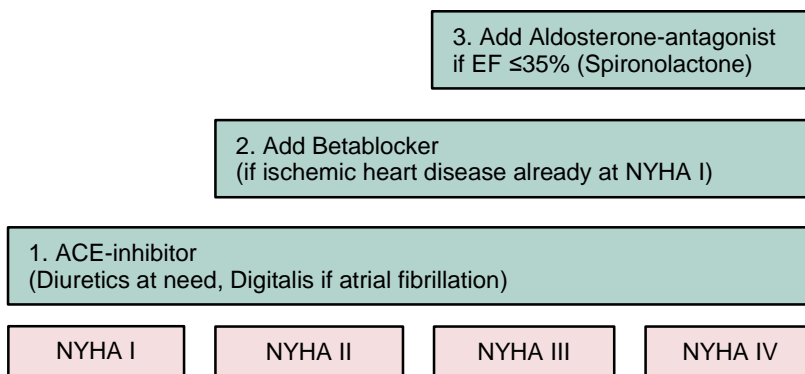 3. Add Aldosterone-antagonist
if EF ≤35% (Spironolactone)
2. Add Betablocker
(if ischemic heart disease already at NYHA I)
1. ACE-inhibitor
(Diuretics at need, Digitalis if atrial fibrillation)
NYHA I
NYHA II
NYHA III
NYHA IV